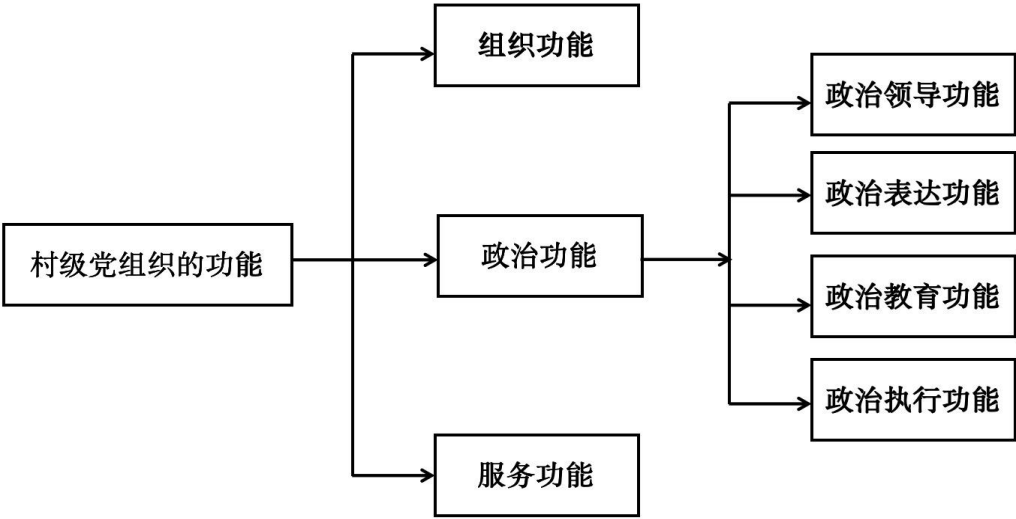 组织功能
政治领导功能
政治表达功能
村级党组织的功能
政治功能
政治教育功能
政治执行功能
服务功能